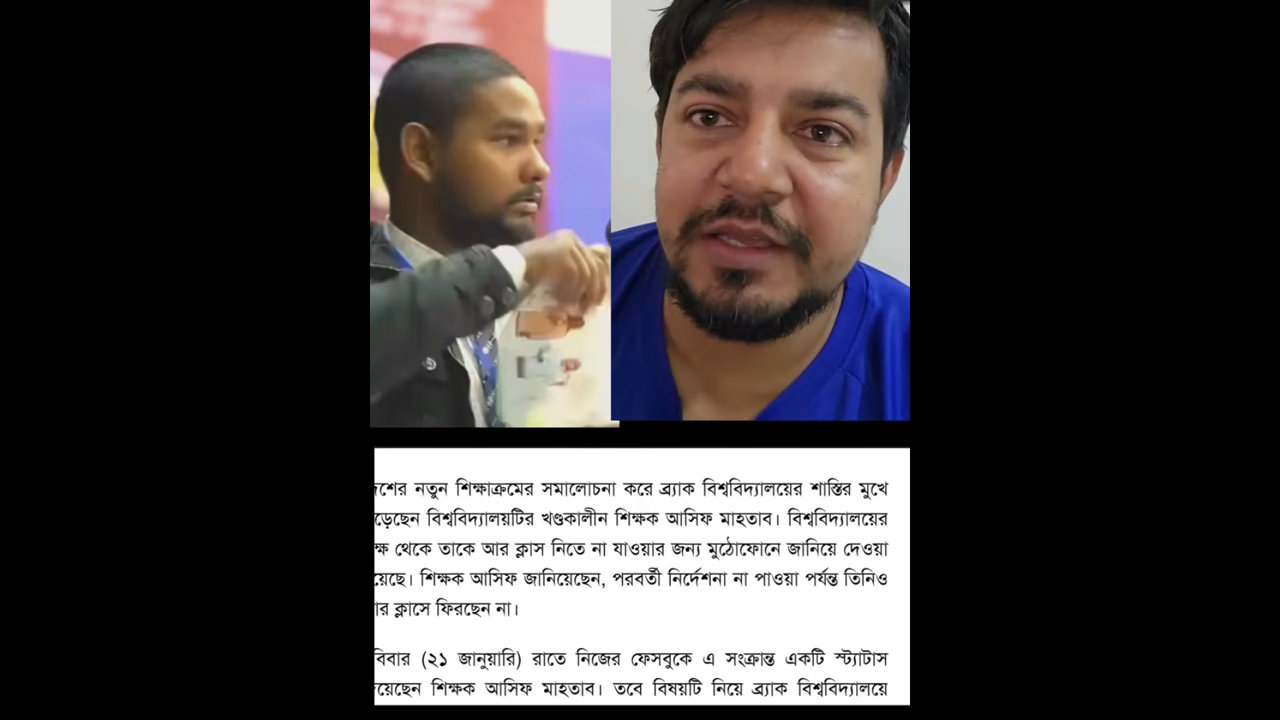 নতুন শিক্ষাক্রমের সমালোচনা করে ব্র্যাক বিশ্ববিদ্যালয়ের শাস্তির মুখে
বিশ্ববিদ্যালয়টির খণ্ডকালীন শিক্ষক আসিফ মাহতাব। বিশ্ববিদ্যালয়ের
থেকে তাকে আর ক্লাস নিতে না যাওয়ার জন্য মুঠোফোনে জানিয়ে দেওয়া
শিক্ষক আসিফ জানিয়েছেন, পরবর্তী নির্দেশনা না পাওয়া পর্যন্ত তিনিও
ক্লাসে ফিরছেন না।
(২১ জানুয়ারি) রাতে নিজের ফেসবুকে এ সংক্রান্ত একটি স্ট্যাটাস
শিক্ষক আসিফ মাহতাব। তবে বিষয়টি নিয়ে ব্র্যাক বিশ্ববিদ্যালয়ে